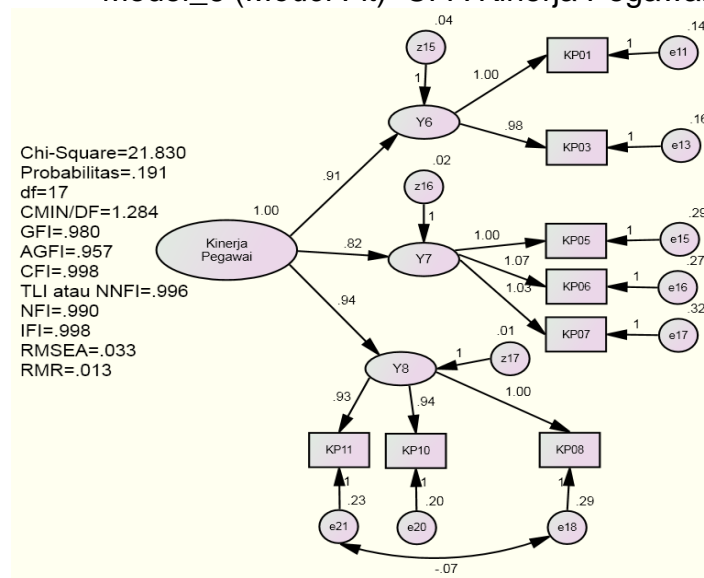 Chi-Square=21.830
Probabilitas=.191
df=17
CMIN/DF=1.284
GFI=.980
AGFI=.957
CFI=.998
TLI atau NNFI=.996
NFI=.990
IFI=.998
RMSEA=.033
RMR=.013
1.00
Kinerja
Pegawai
.91
.82
.94
.04
z15
1
Y6
1.00
.98
KP01
1
e11
.14
KP03
1
e13
.16
.02
z16
1
Y7
1.00
1.07
1.03
KP05
1
e15
.29
KP06
1
e16
.27
KP07
1
e17
.32
.01
z17
1
Y8
.93
.94
1.00
KP11
KP10
KP08
1
1
1
.23
.20
.29
e21
e20
e18
-.07